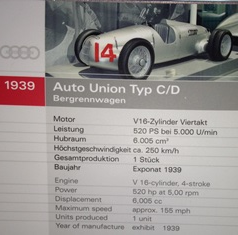 14
1939
Auto Union Typ C/D
Bergrennwagen
Motor V16-Zylinder Viertakt
Leistung 520 PS bei 5.000 U/min
Hubraum 6.005 cm³
Höchstgeschwindigkeit ca. 250 km/h
Gesamtproduktion 1 Stück
Baujahr Exponat 1939
Engine V 16-cylinder, 4-stroke
Power 520 hp at 5,00 rpm
Displacement 6,005 cc
Maximum speed approx. 155 mph
Units produced 1 unit
Year of manufacture exhibit 1939